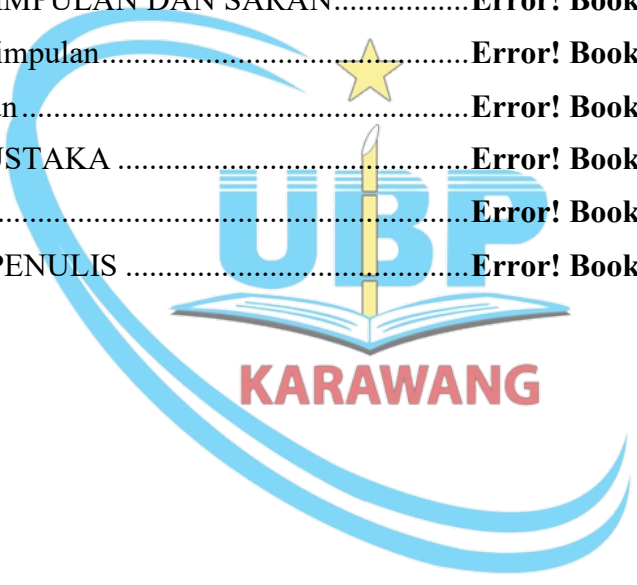 IMPULAN DAN SARAN................Error! Book
impulan............................................Error! Book
n......................................................Error! Book
USTAKA ..........................................Error! Book
........................................................Error! Book
PENULIS .........................................Error! Book
UBP
KARAWANG